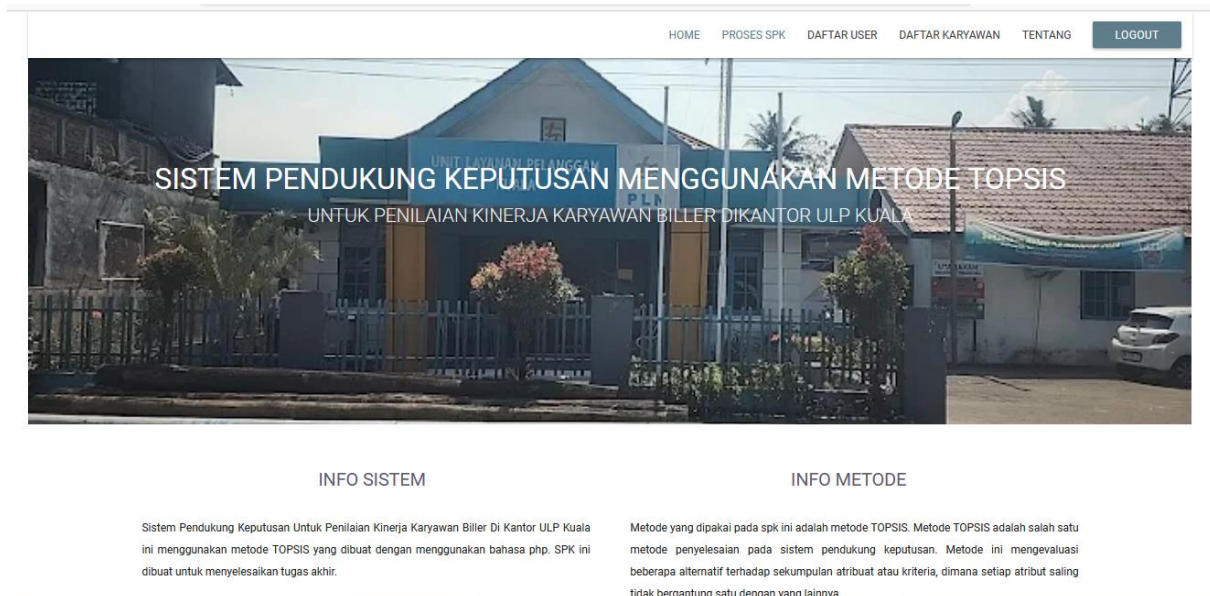 HOME PROSES SPK DAFTAR USER DAFTAR KARYAWAN TENTANG LOGOUT
UNIT LAYANAN PELANGGAN
SISTEM PENDUKUNG KEPUTUSAN MENGGUNAKAN METODE TOPSIS
PLN
UNTUK PENILAIAN KINERJA KARYAWAN BILLER DIKANTOR ULP KUALA
INFO SISTEM
Sistem Pendukung Keputusan Untuk Penilaian Kinerja Karyawan Biller Di Kantor ULP Kuala
ini menggunakan metode TOPSIS yang dibuat dengan menggunakan bahasa php. SPK ini
dibuat untuk menyelesaikan tugas akhir.
INFO METODE
Metode yang dipakai pada spk ini adalah metode TOPSIS. Metode TOPSIS adalah salah satu
metode penyelesaian pada sistem pendukung keputusan. Metode ini mengevaluasi
beberapa alternatif terhadap sekumpulan atribuat atau kriteria, dimana setiap atribut saling
tidak bergantung satu dengan yang lainnya.